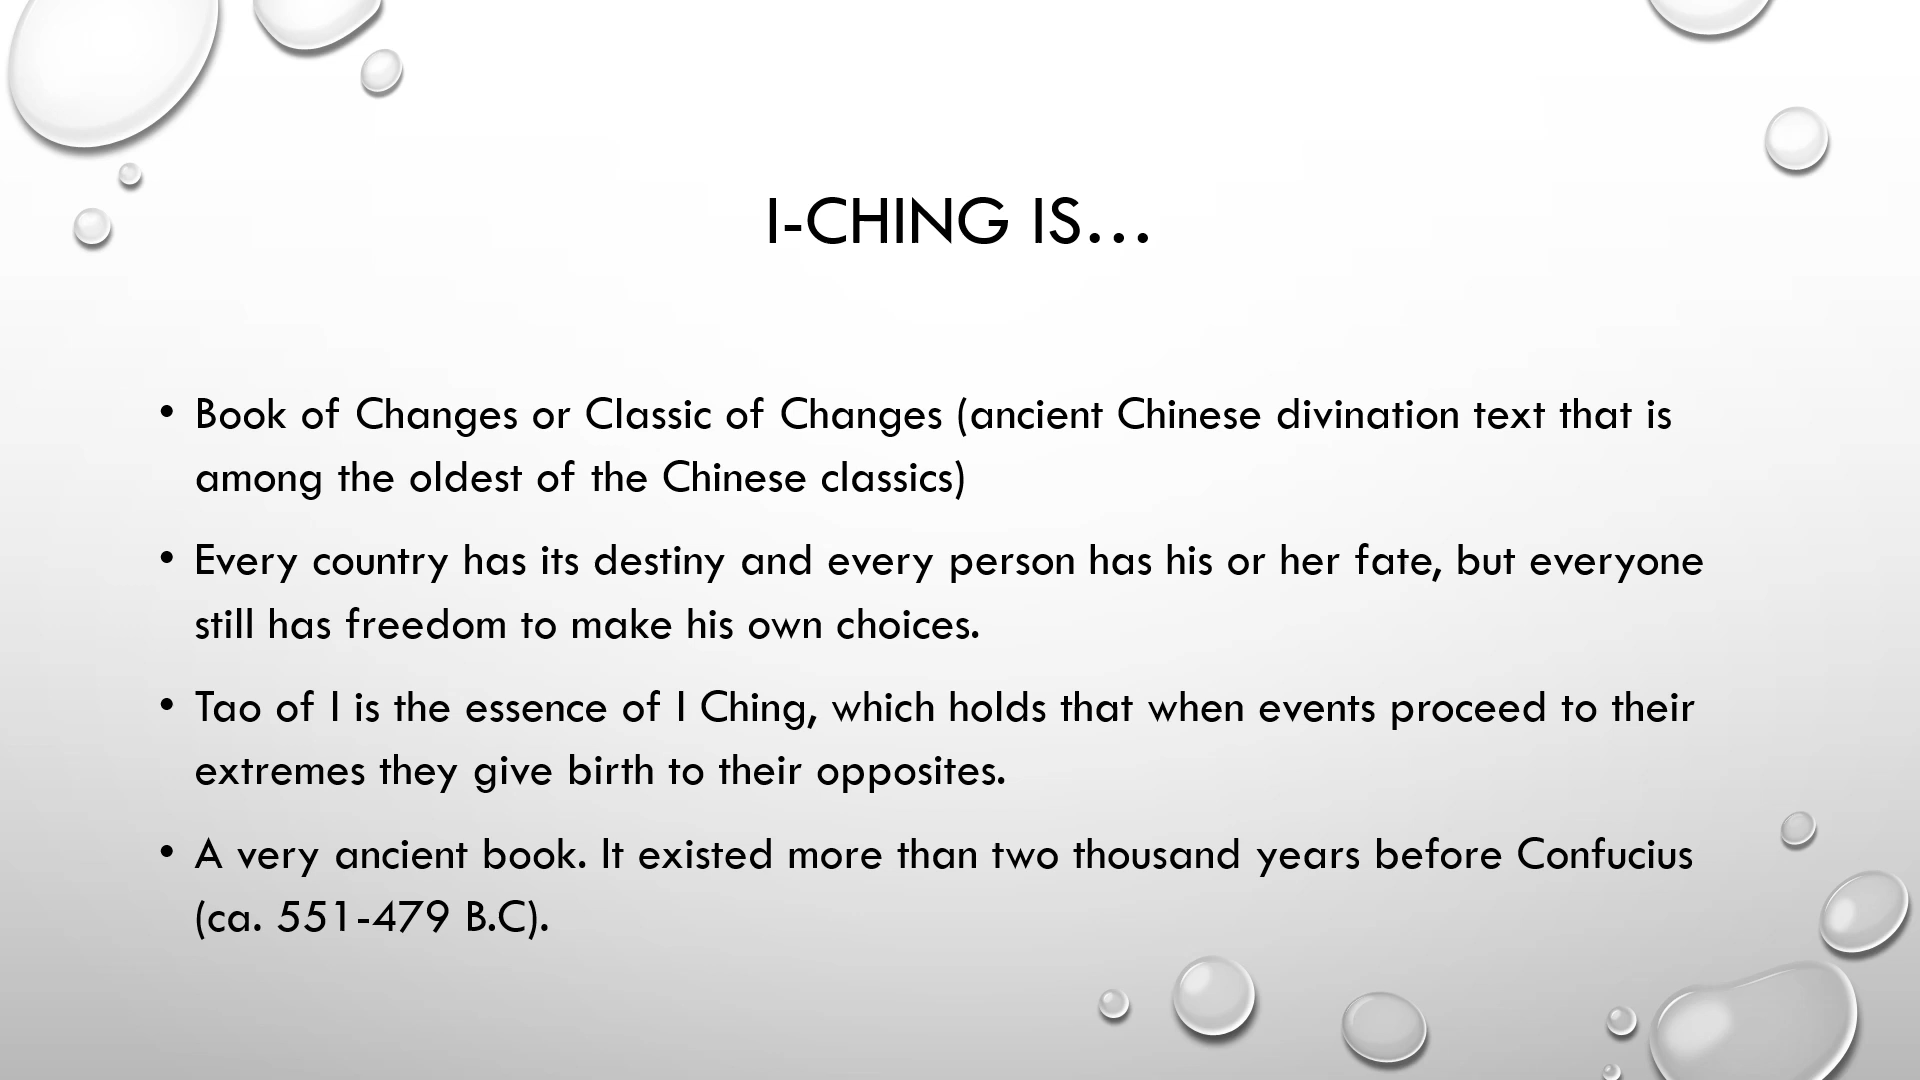 I-CHING IS…
• Book of Changes or Classic of Changes (ancient Chinese divination text that is
among the oldest of the Chinese classics)
• Every country has its destiny and every person has his or her fate, but everyone
still has freedom to make his own choices.
• Tao of I is the essence of I Ching, which holds that when events proceed to their
extremes they give birth to their opposites.
• A very ancient book. It existed more than two thousand years before Confucius
(ca. 551-479 B.C).